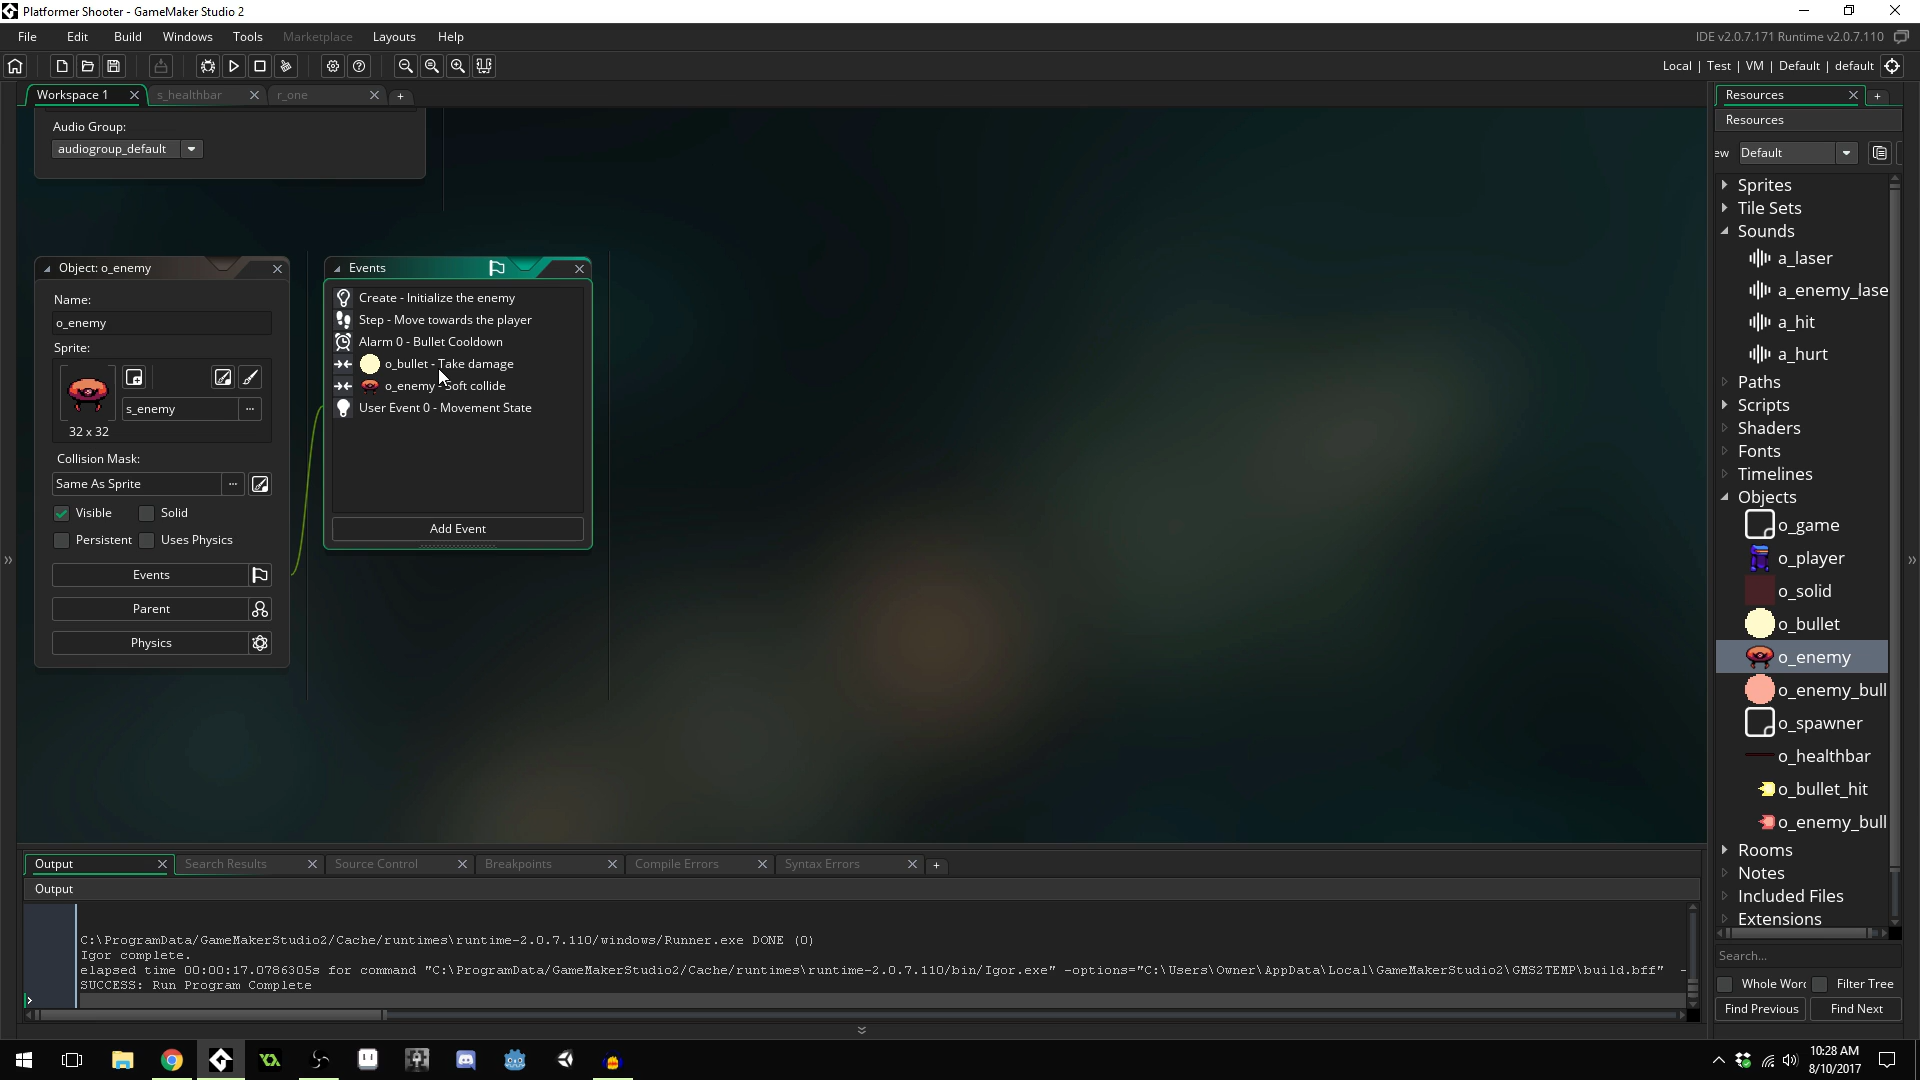 Platformer Shooter - GameMaker Studio 2
File Edit Build Windows Tools Marketplace Layouts Help
IDE v2.0.7.171 Runtime v2.0.7.110
Local | Test | VM | Default | default
Workspace 1
s_healthbar
r_one
Audio Group:
audiogroup_default
Object: o_enemy
Name:
o_enemy
Sprite:
s_enemy
32 x 32
Collision Mask:
Same As Sprite
Visible
Solid
Persistent
Uses Physics
Events
Parent
Physics
Events
Create - Initialize the enemy
Step - Move towards the player
Alarm 0 - Bullet Cooldown
o_bullet - Take damage
o_enemy - Soft collide
User Event 0 - Movement State
Add Event
Resources
Resources
ew
Default
Sprites
Tile Sets
Sounds
a_laser
a_enemy_lase
a_hit
a_hurt
Paths
Scripts
Shaders
Fonts
Timelines
Objects
o_game
o_player
o_solid
o_bullet
o_enemy
o_enemy_bull
o_spawner
o_healthbar
o_bullet_hit
o_enemy_bull
Rooms
Notes
Included Files
Extensions
Search...
Whole Wor
Filter Tree
Find Previous
Find Next
Output
Search Results
Source Control
Breakpoints
Compile Errors
Syntax Errors
Output
C:\ProgramData/GameMakerStudio2/Cache/runtimes\runtime-2.0.7.110/windows/Runner.exe DONE (0)
Igor complete.
elapsed time 00:00:17.0786305s for command "C:\ProgramData/GameMakerStudio2/Cache/runtimes\runtime-2.0.7.110/bin/Igor.exe" -options="C:\Users\Owner\AppData\Local\GameMakerStudio2\GMS2TEMP\build.bff" -
SUCCESS: Run Program Complete
10:28 AM
8/10/2017